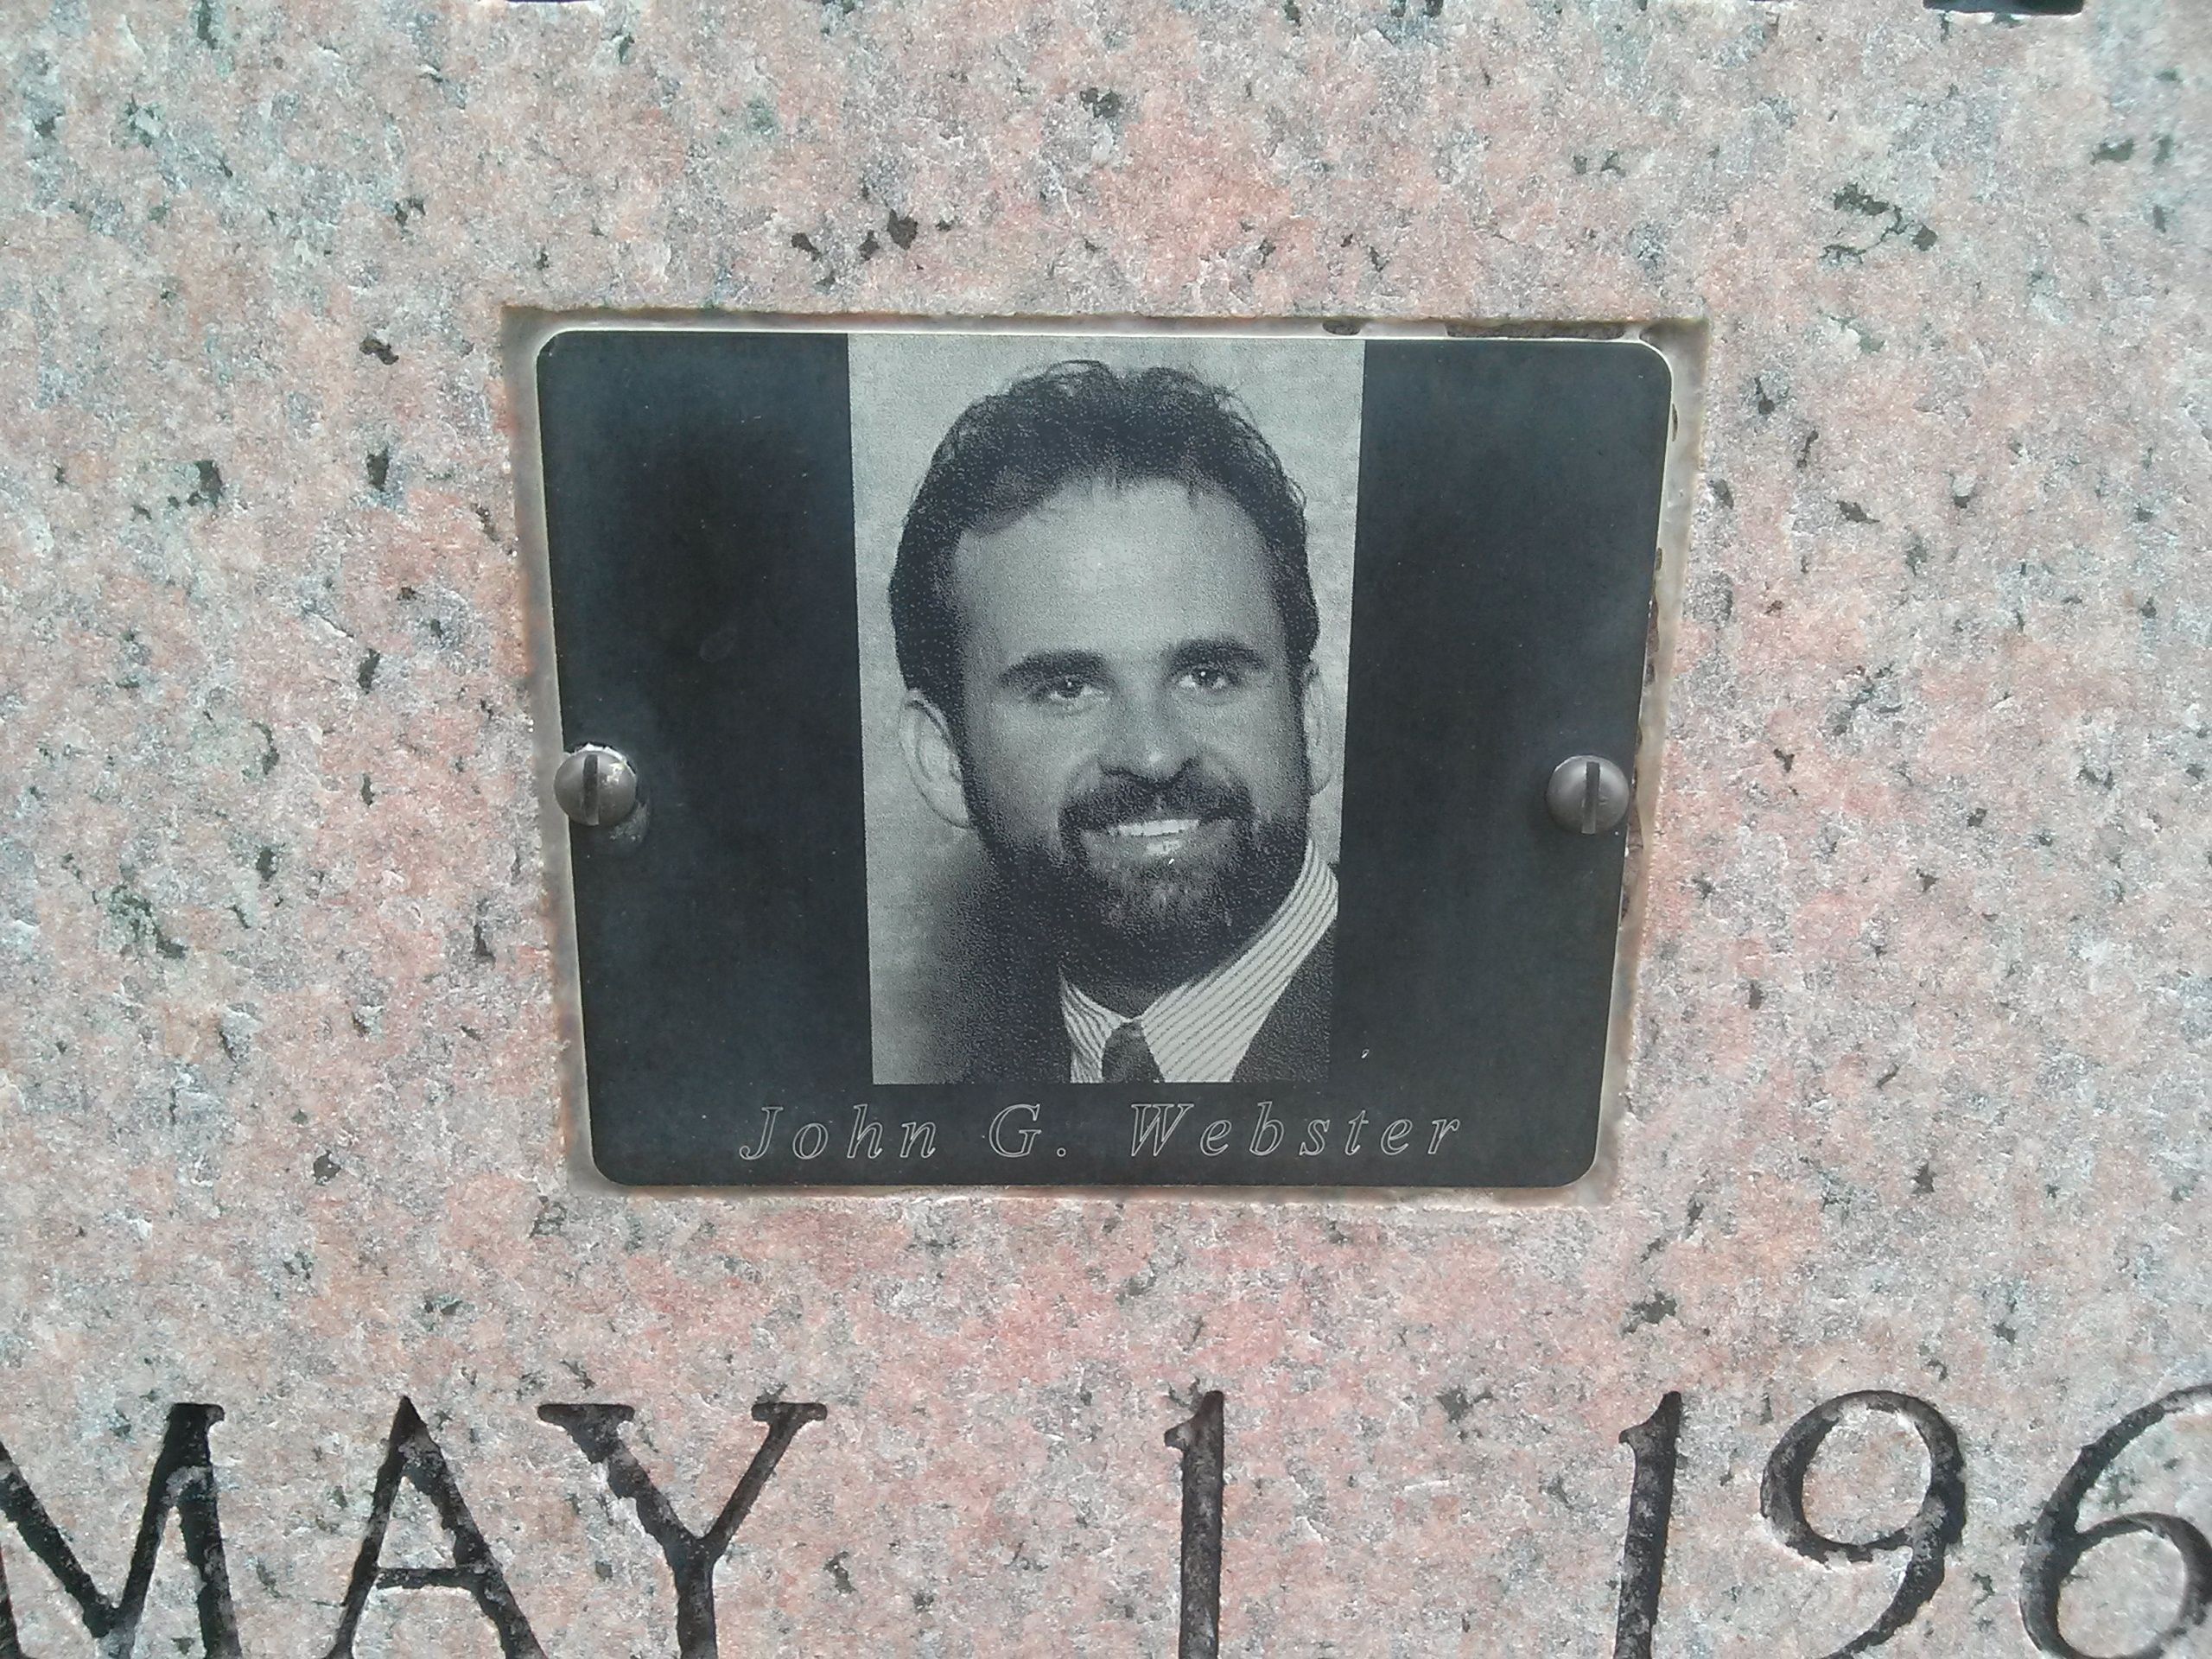 John G. Webster
MAY 1 196